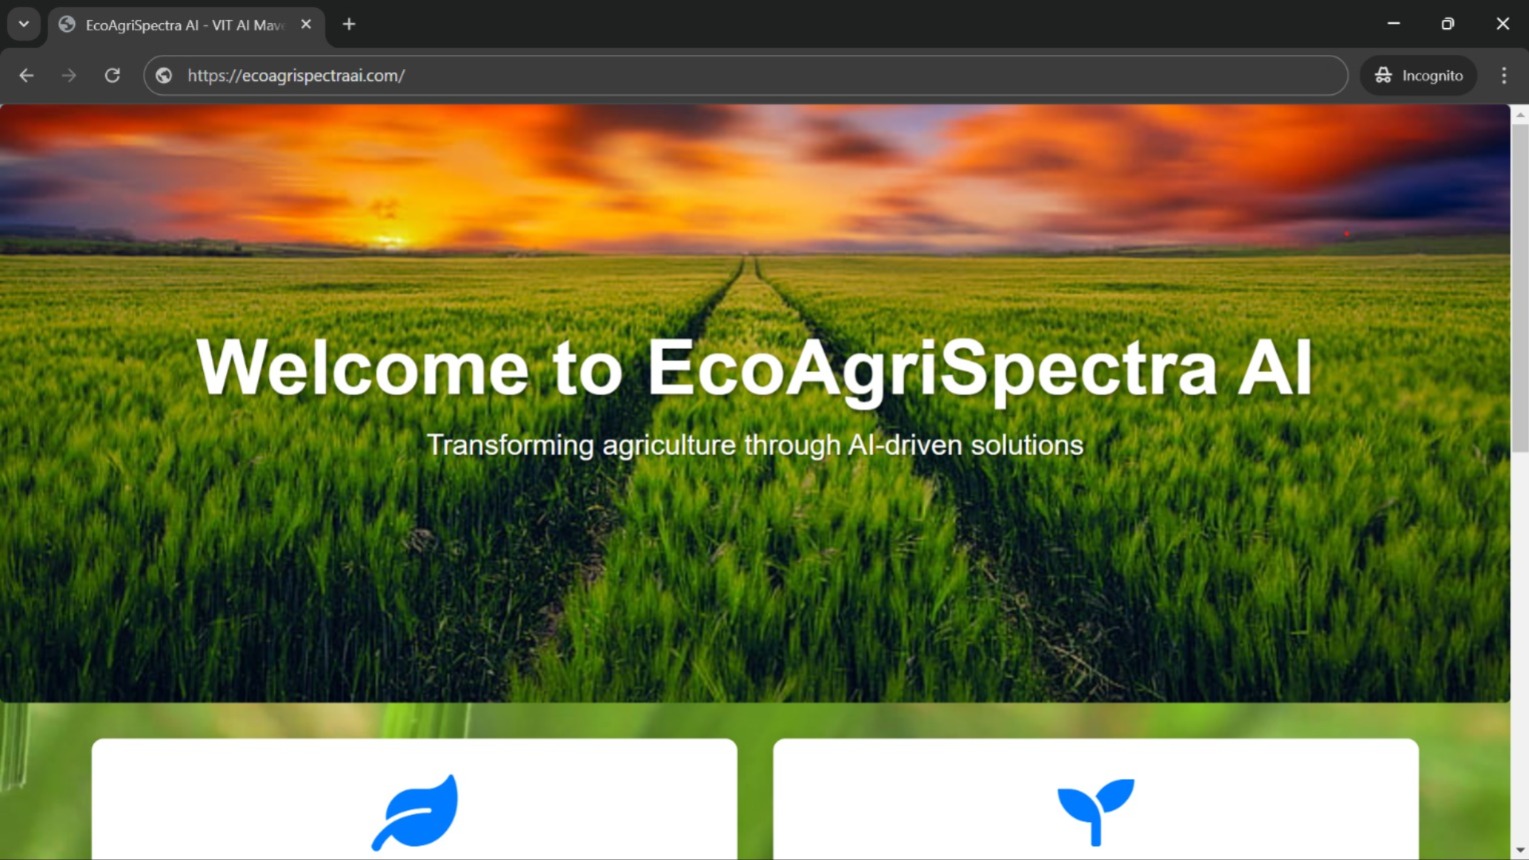 EcoAgriSpectra AI - VIT AI Mav
https://ecoagrispectraai.com/
Incognito
Welcome to EcoAgriSpectra AI
Transforming agriculture through AI-driven solutions